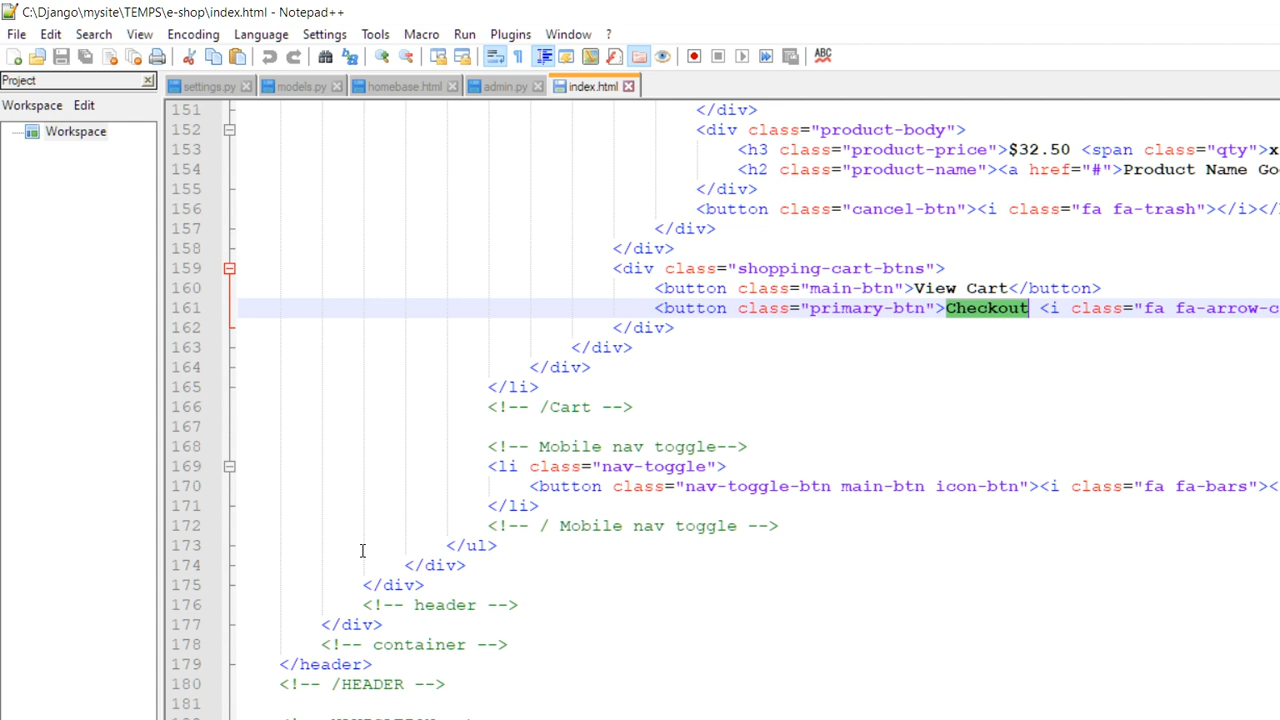 C:\Django\mysite\TEMPS\e-shop\index.html - Notepad++
File Edit Search View Encoding Language Settings Tools Macro Run Plugins Window ?
ABC
Project
settings.py models.py homebase.html admin.py index.html
Workspace Edit
Workspace
151 </div>
152 <div class="product-body">
153 <h3 class="product-price">$32.50 <span class="qty">x
154 <h2 class="product-name"><a href="#">Product Name Go
155 </div>
156 <button class="cancel-btn"><i class="fa fa-trash"></i></
157 </div>
158 </div>
159 <div class="shopping-cart-btns">
160 <button class="main-btn">View Cart</button>
161 <button class="primary-btn">Checkout <i class="fa fa-arrow-c
162 </div>
163 </div>
164 </div>
165 </li>
166 <!-- /Cart -->
167
168 <!-- Mobile nav toggle-->
169 <li class="nav-toggle">
170 <button class="nav-toggle-btn main-btn icon-btn"><i class="fa fa-bars"><
171 </li>
172 <!-- / Mobile nav toggle -->
173 </ul>
174 </div>
175 </div>
176 <!-- header -->
177 </div>
178 <!-- container -->
179 </header>
180 <!-- /HEADER -->
181